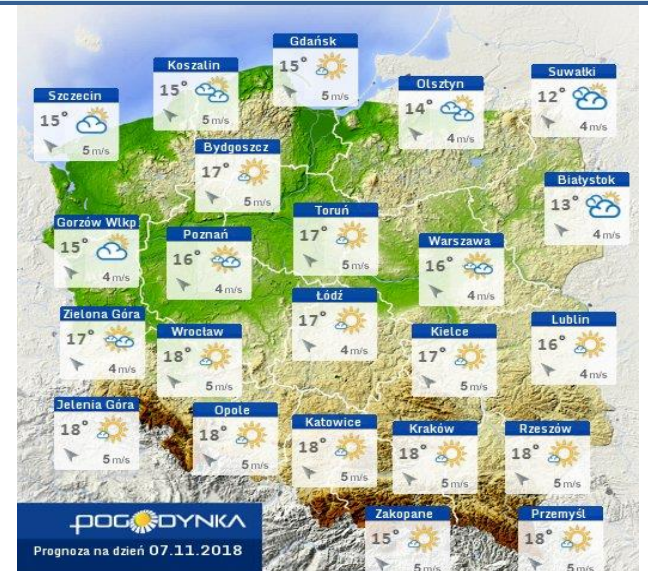 Gdańsk
15°
5 m/s
Koszalin
15°
5 m/s
Suwałki
12°
4 m/s
Olsztyn
14°
4 m/s
Szczecin
15°
5 m/s
Bydgoszcz
17°
5 m/s
Białystok
13°
4 m/s
Toruń
17°
5 m/s
Gorzów Wlkp
15°
4 m/s
Poznań
16°
4 m/s
Warszawa
16°
4 m/s
Łódź
17°
4 m/s
Zielona Góra
17°
4 m/s
Lublin
16°
4 m/s
Wrocław
18°
5 m/s
Kielce
17°
5 m/s
Jelenia Góra
18°
5 m/s
Opole
18°
5 m/s
Katowice
18°
5 m/s
Kraków
18°
5 m/s
Rzeszów
18°
5 m/s
Zakopane
15°
5 m/s
Przemyśl
18°
5 m/s
POGODYNKA
Prognoza na dzień 07.11.2018